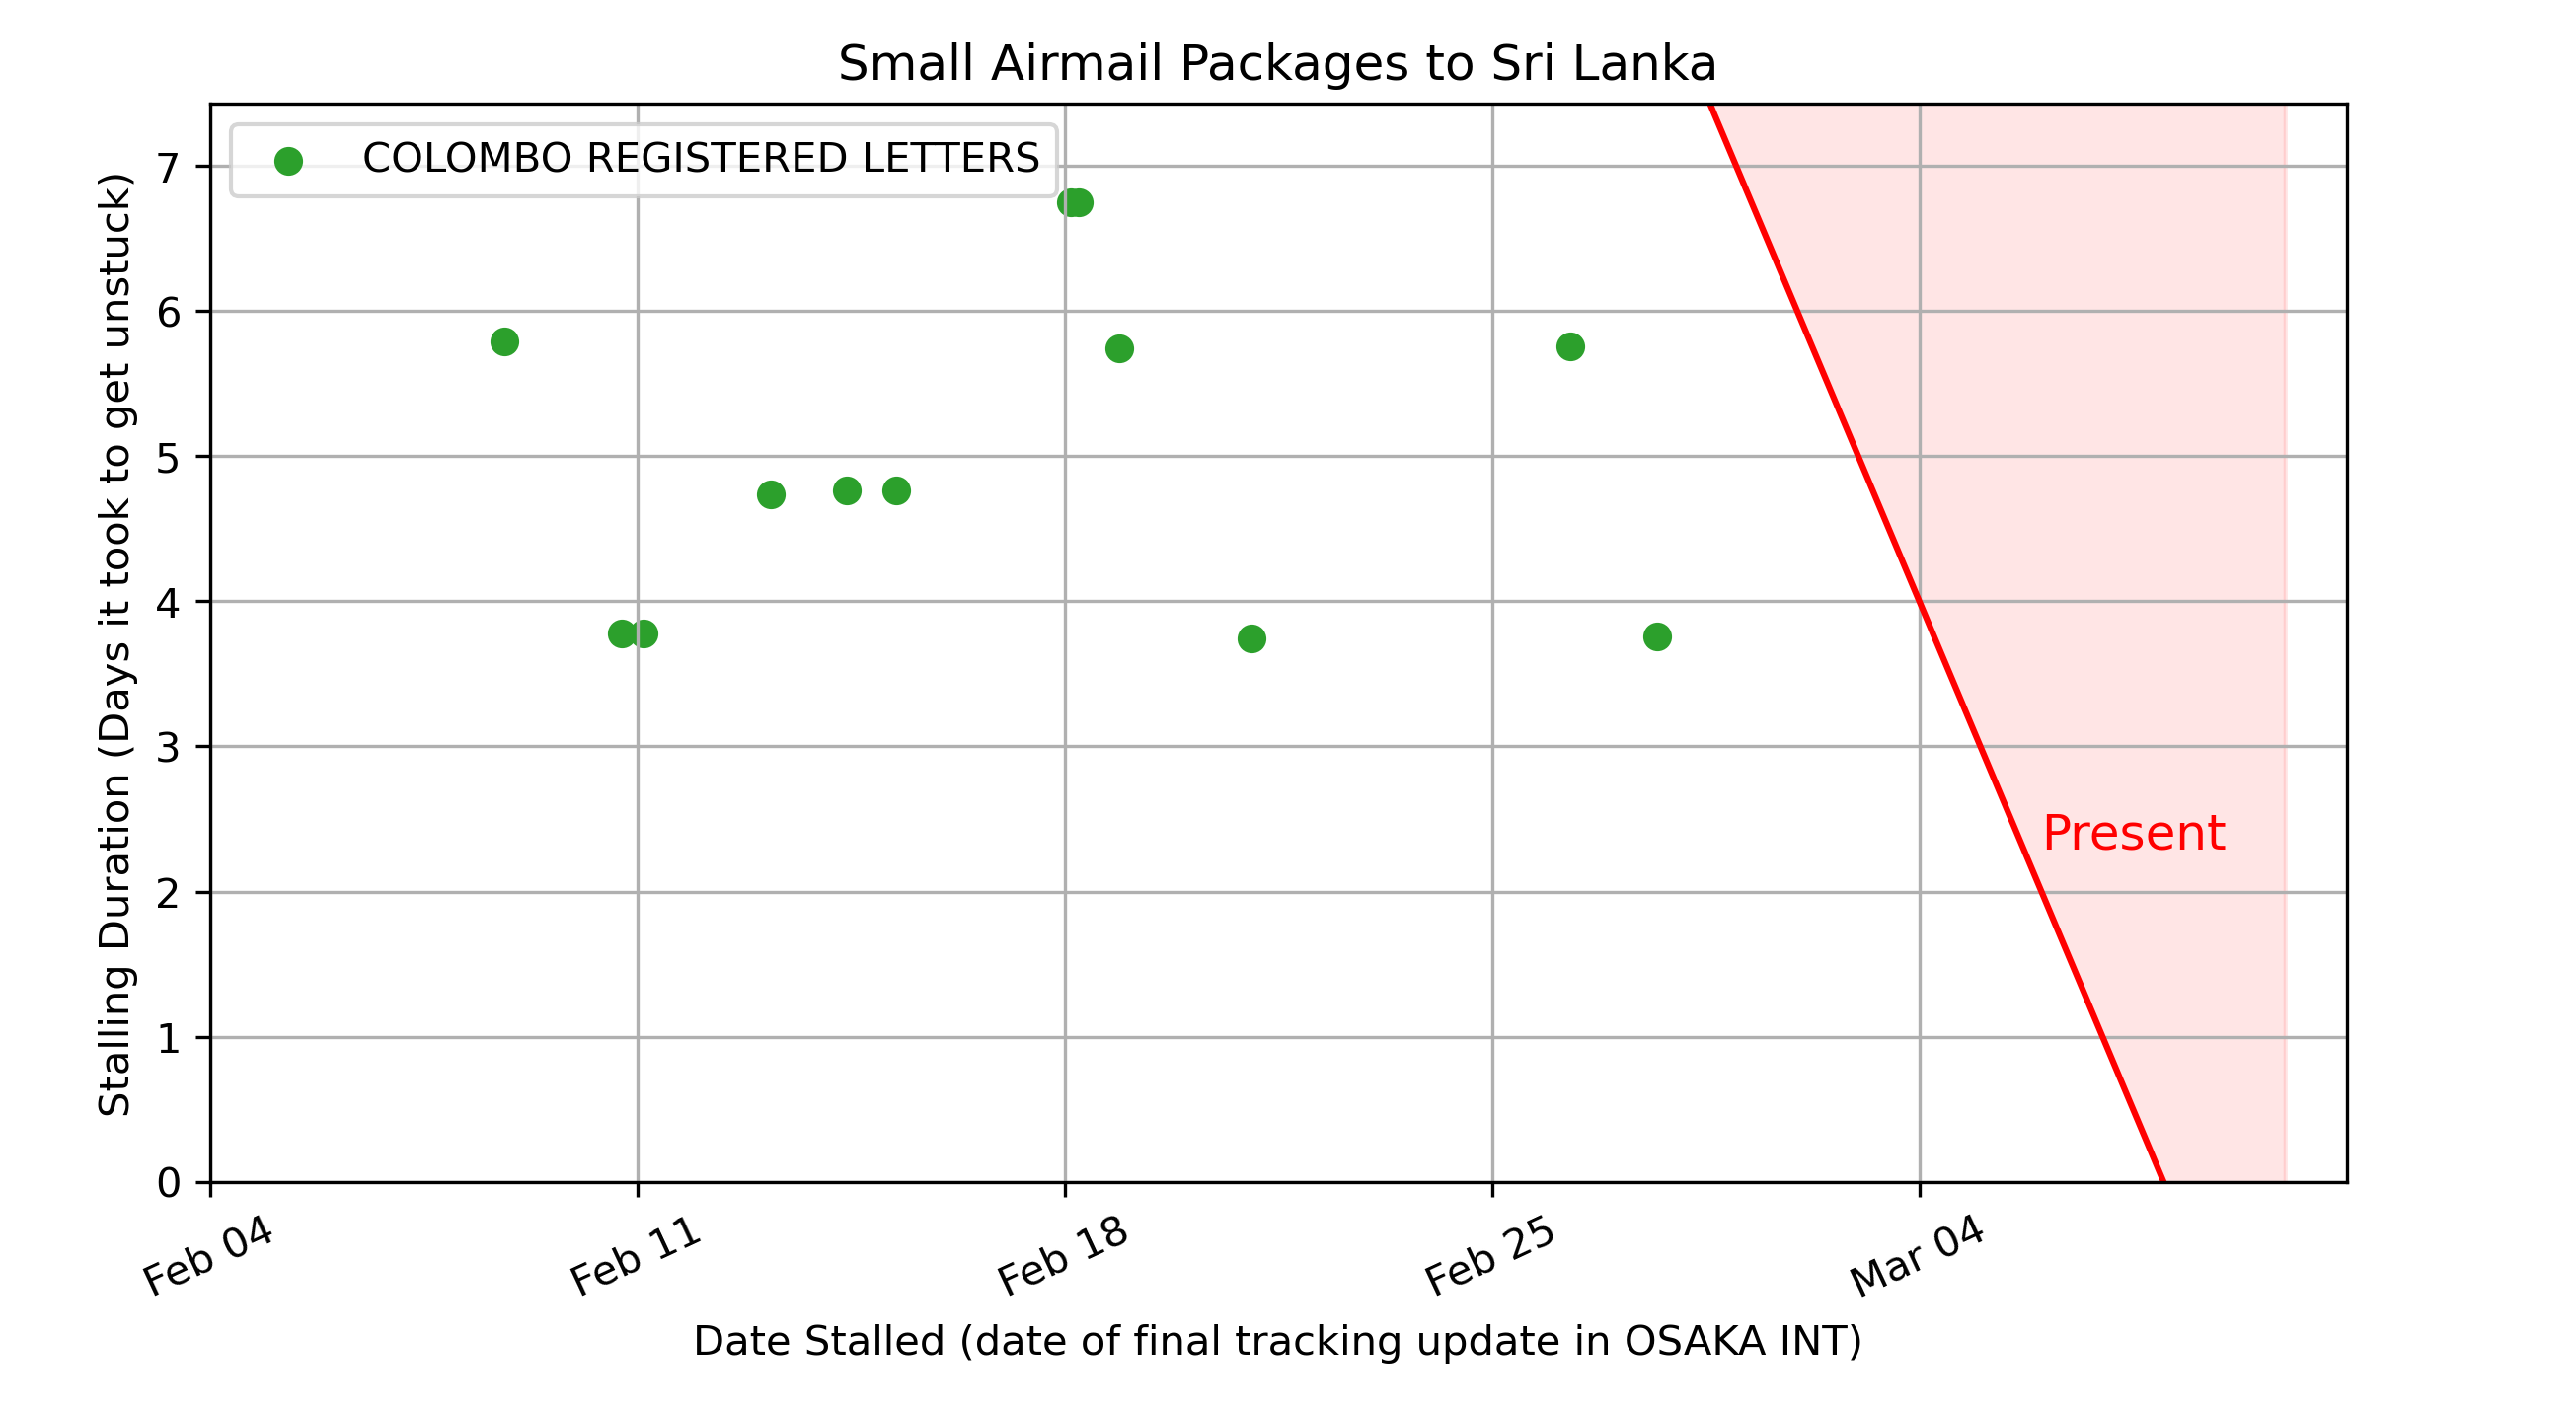 Small Airmail Packages to Sri Lanka
COLOMBO REGISTERED LETTERS
Stalling Duration (Days it took to get unstuck)
7
6
5
4
3
2
1
0
Present
Feb 04
Feb 11
Feb 18
Feb 25
Mar 04
Date Stalled (date of final tracking update in OSAKA INT)